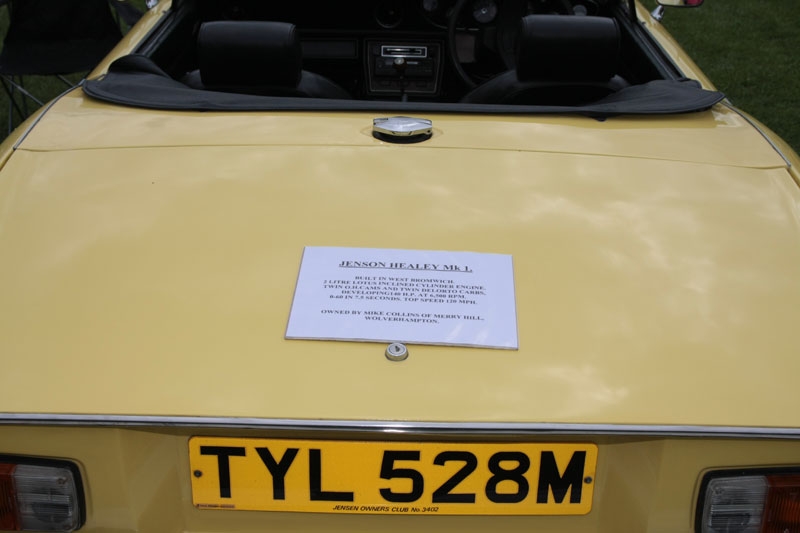 JENSON HEALEY Mk 1.
BUILT IN WEST BROMWICH.
2 LITRE LOTUS INCLINED CYLINDER ENGINE.
TWIN O.H.CAMS AND TWIN DELORTO CARBS.
DEVELOPING140 H.P. AT 6,500 RPM.
0-60 IN 7.5 SECONDS. TOP SPEED 120 MPH.
OWNED BY MIKE COLLINS OF MERRY HILL,
WOLVERHAMPTON.
TYL 528M
JENSEN OWNERS CLUB No 3402